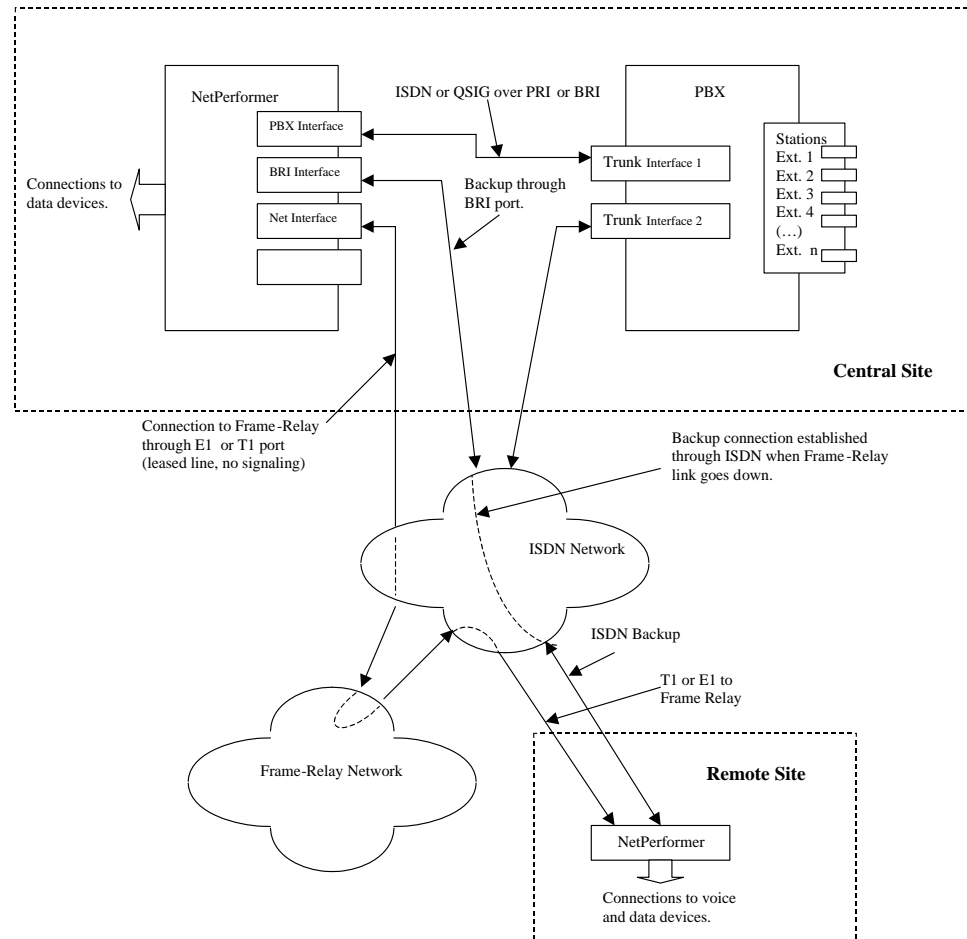 NetPerformer
PBX Interface
BRI Interface
Net Interface
Connections to
data devices.
ISDN or QSIG over PRI or BRI
Backup through
BRI port.
PBX
Trunk Interface 1
Trunk Interface 2
Stations
Ext. 1
Ext. 2
Ext. 3
Ext. 4
(…)
Ext. n
Central Site
Connection to Frame-Relay
through E1 or T1 port
(leased line, no signaling)
Backup connection established
through ISDN when Frame-Relay
link goes down.
ISDN Network
ISDN Backup
T1 or E1 to
Frame Relay
Frame-Relay Network
Remote Site
NetPerformer
Connections to voice
and data devices.